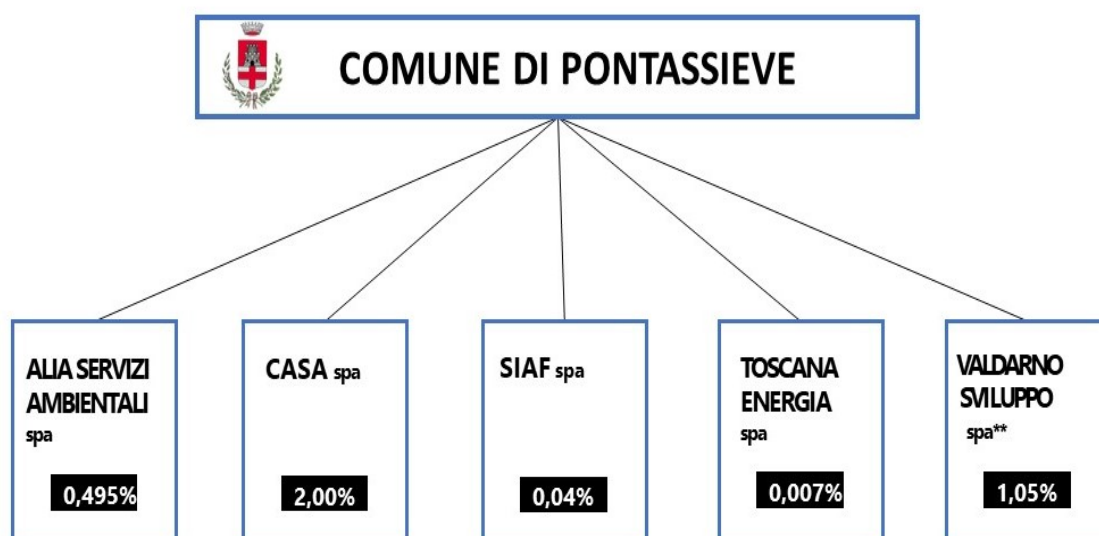 COMUNE DI PONTASSIEVE
ALIA SERVIZI
AMBIENTALI
spa
0,495%
CASA spa
2,00%
SIAF spa
0,04%
TOSCANA
ENERGIA
spa
0,007%
VALDARNO
SVILUPPO
spa**
1,05%